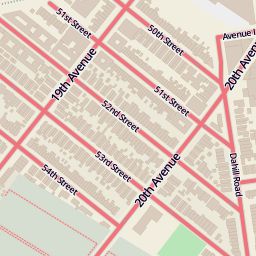 51st Street
50th Street
Avenue I
19th Avenue
20th Avenue
51st Street
52nd Street
53rd Street
Dahill Road
54th Street
20th Avenue